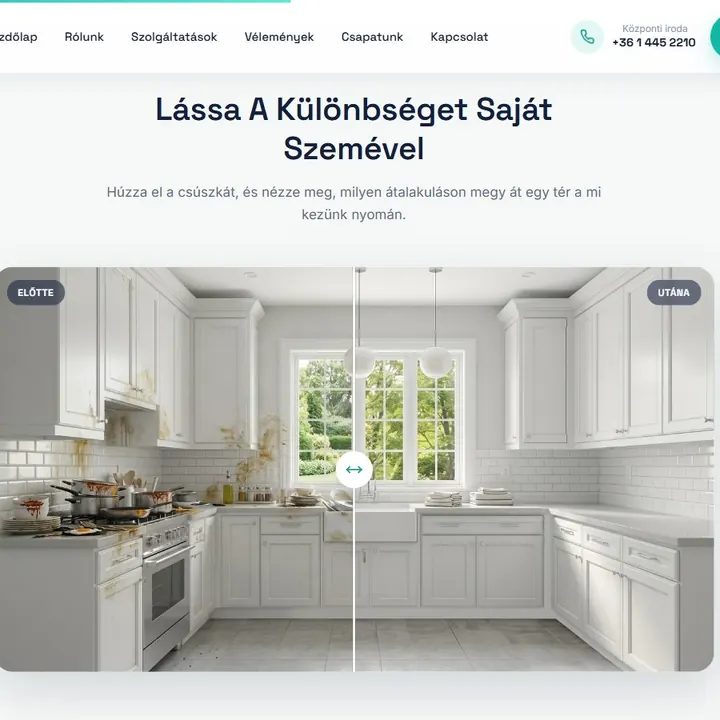 zdőlap Rólunk Szolgáltatások Vélemények Csapatunk Kapcsolat
Központi iroda
+36 1 445 2210
Lássa A Különbséget Saját
Szemével
Húzza el a csúszkát, és nézze meg, milyen átalakuláson megy át egy tér a mi
kezünk nyomán.
ELŐTTE
UTÁNA